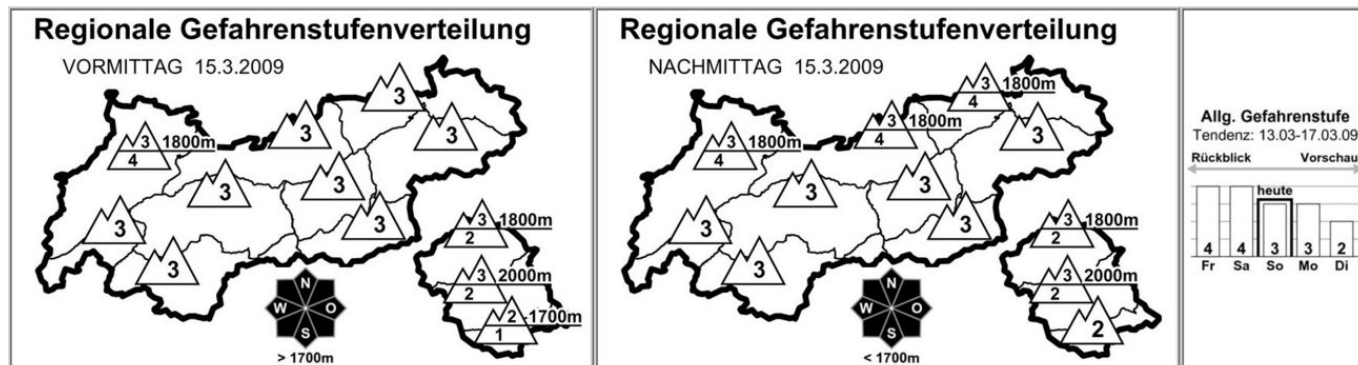 Regionale Gefahrenstufenverteilung
VORMITTAG 15.3.2009
3
3
3
3 1800m
4
3
3
3
3
3
3 1800m
2
3 2000m
2
2 1700m
1
N
W O
S
> 1700m
Regionale Gefahrenstufenverteilung
NACHMITTAG 15.3.2009
3 1800m
4
3 1800m
4
3
3 1800m
4
3
3
3
3
3
3 1800m
2
3 2000m
2
2
N
W O
S
< 1700m
Allg. Gefahrenstufe
Tendenz: 13.03-17.03.09
Rückblick Vorschau
heute
4 4 3 3 2
Fr Sa So Mo Di